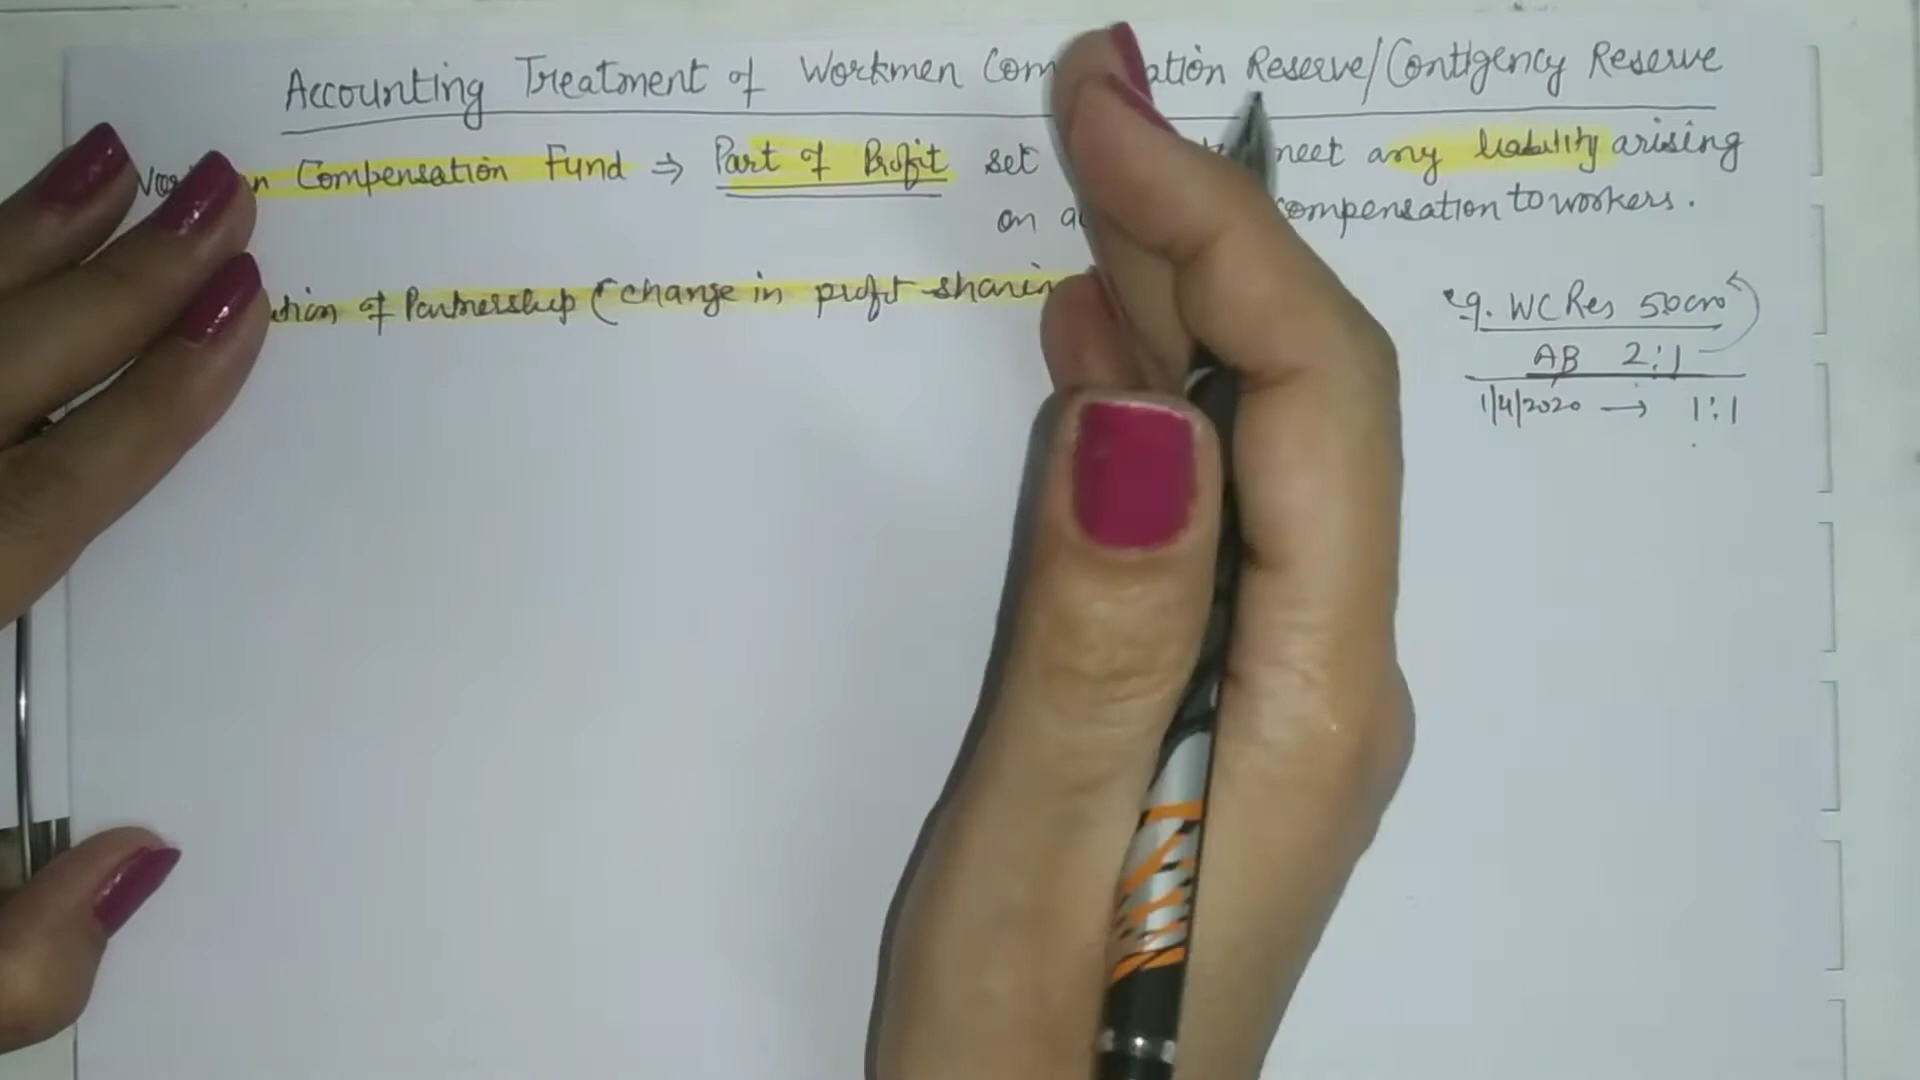 Accounting Treatment of Workmen Com ation Reserve/Contigency Reserve
n Compensation Fund ⇒ Part of Profit set neet any liability arising
on a compensation to workers.
tion of Partnership (change in profit sharin
eg. WC Res 5000
AB 2:1
1/4/2020 → 1:1